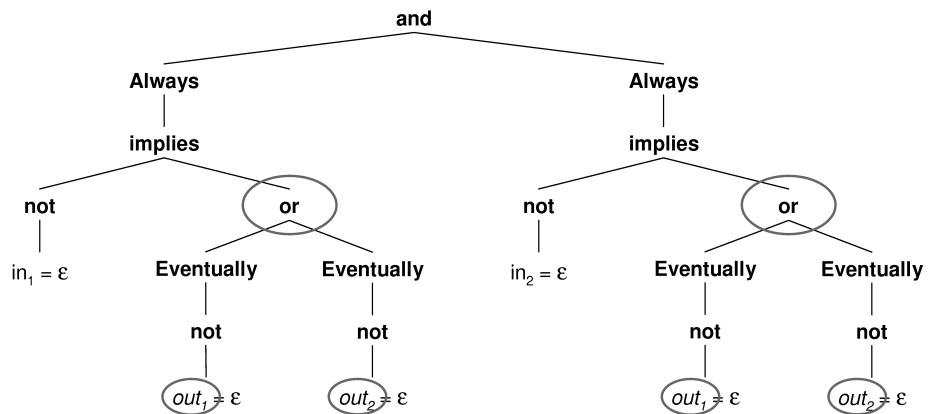 and
Always Always
implies implies
not or not or
in₁ = ε Eventually Eventually in₂ = ε Eventually Eventually
not not not not
out₁ = ε out₂ = ε out₁ = ε out₂ = ε